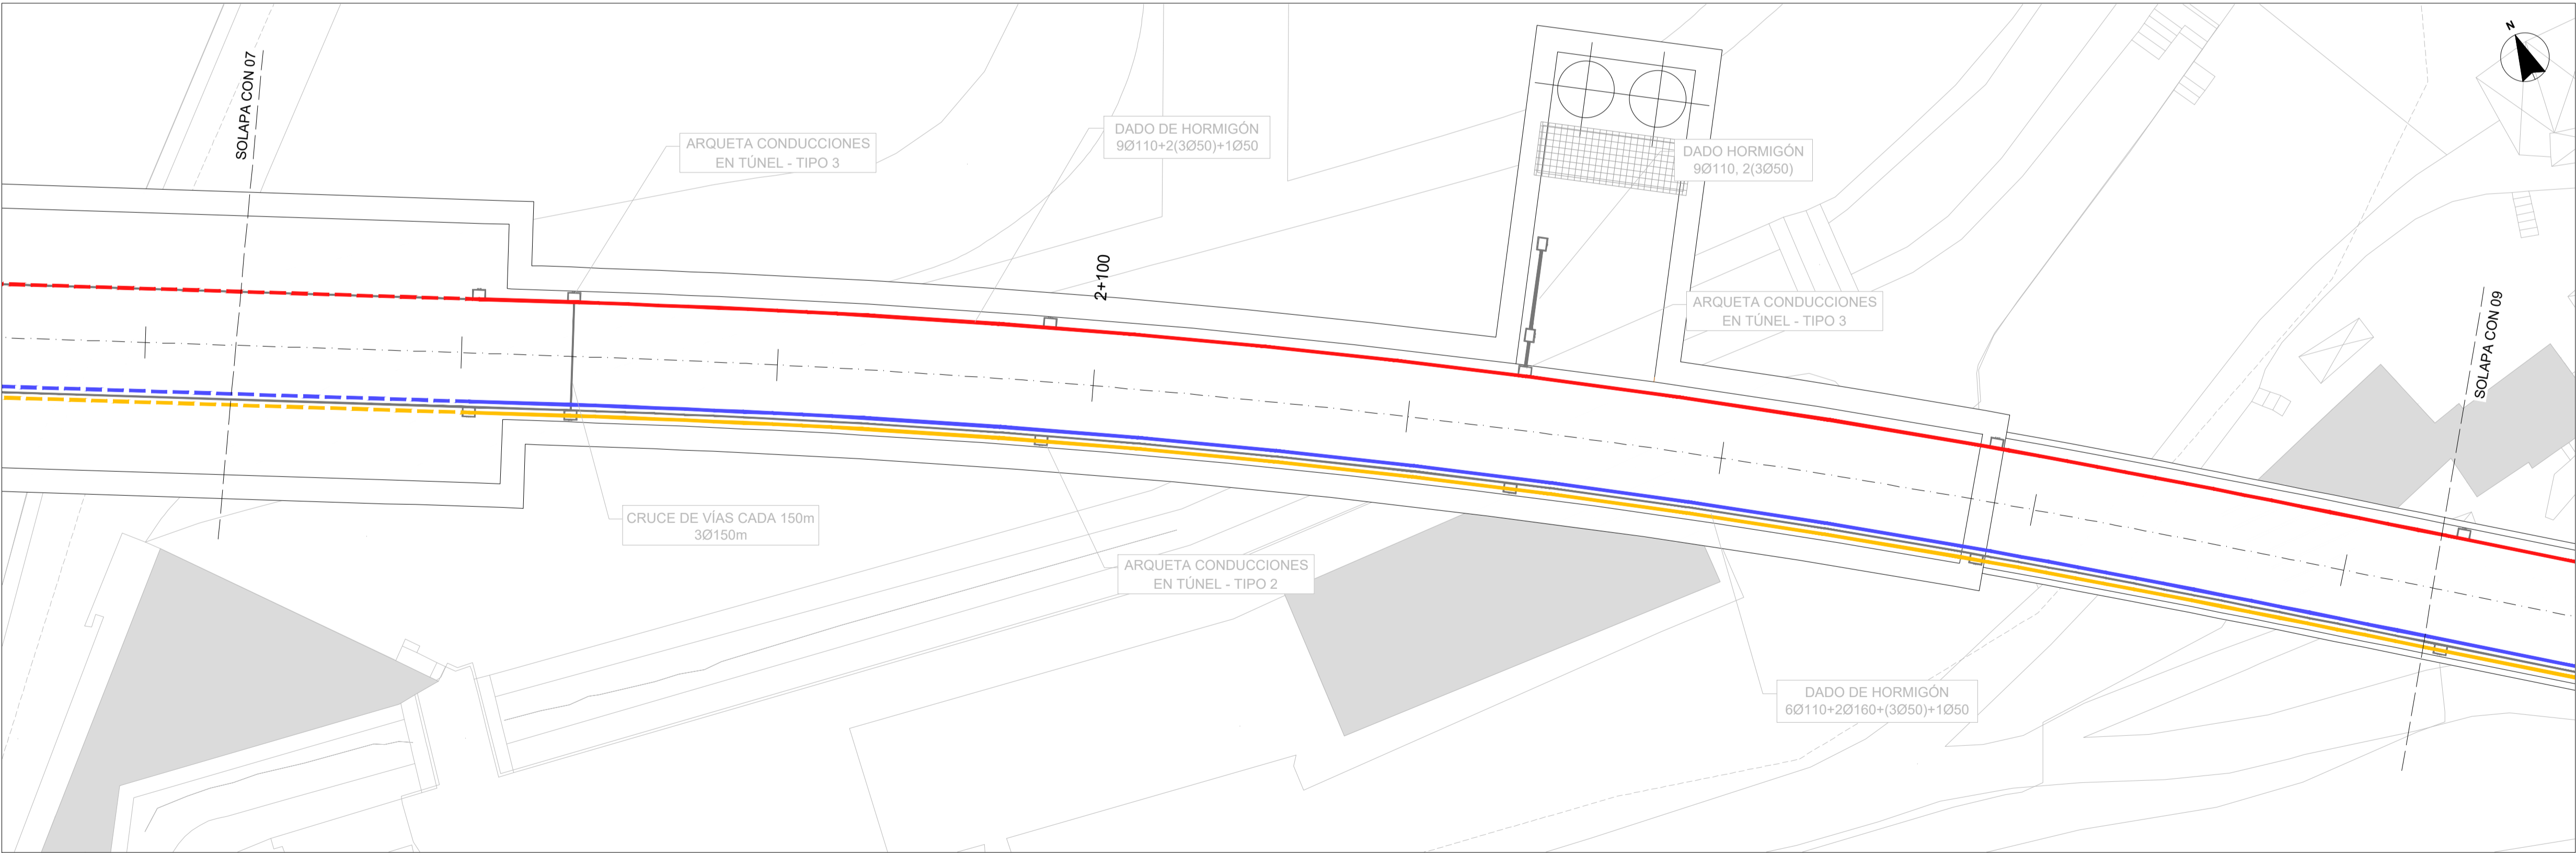 N
SOLAPA CON 07
ARQUETA CONDUCCIONES
EN TÚNEL - TIPO 3
DADO DE HORMIGÓN
9Ø110+2(3Ø50)+1Ø50
DADO HORMIGÓN
9Ø110, 2(3Ø50)
2+100
ARQUETA CONDUCCIONES
EN TÚNEL - TIPO 3
SOLAPA CON 09
CRUCE DE VÍAS CADA 150m
3Ø150m
ARQUETA CONDUCCIONES
EN TÚNEL - TIPO 2
DADO DE HORMIGÓN
6Ø110+2Ø160+(3Ø50)+1Ø50